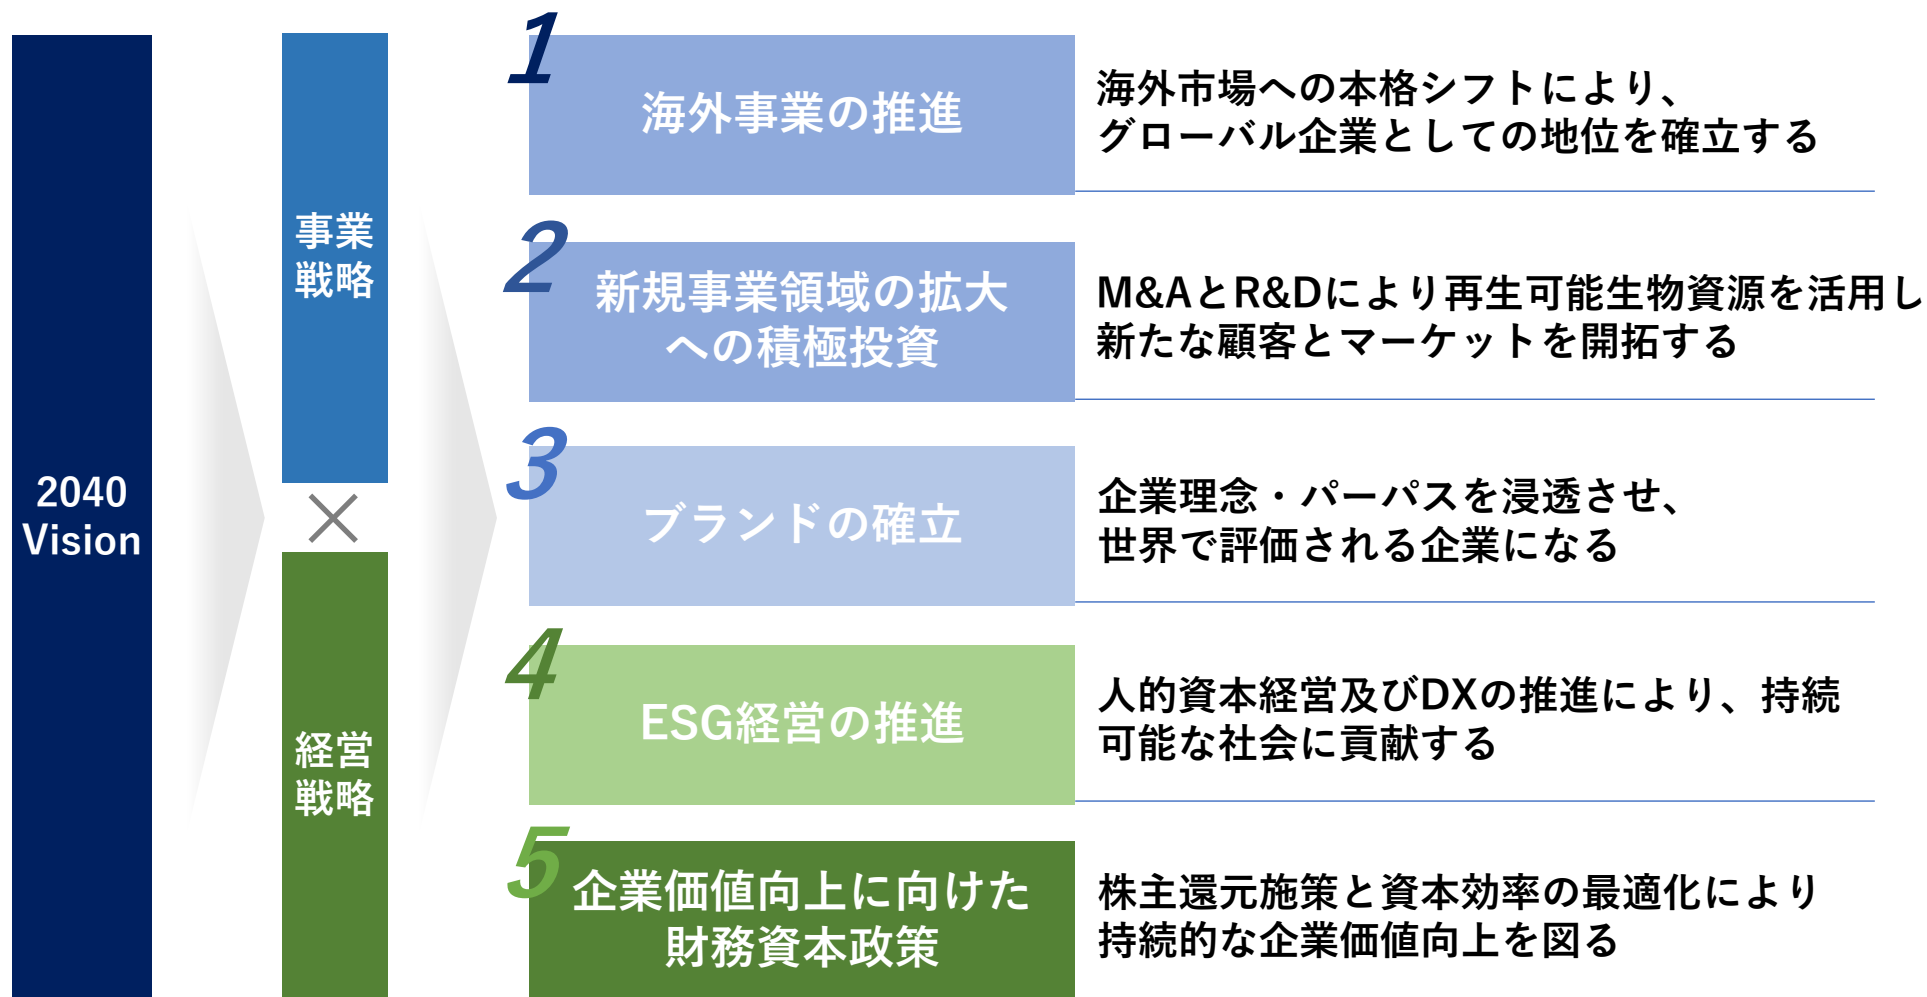 2040
Vision
事業
戦略
×
経営
戦略
1
海外事業の推進
海外市場への本格シフトにより、
グローバル企業としての地位を確立する
2
新規事業領域の拡大
への積極投資
M&AとR&Dにより再生可能生物資源を活用し
新たな顧客とマーケットを開拓する
3
ブランドの確立
企業理念・パーパスを浸透させ、
世界で評価される企業になる
4
ESG経営の推進
人的資本経営及びDXの推進により、持続
可能な社会に貢献する
5
企業価値向上に向けた
財務資本政策
株主還元施策と資本効率の最適化により
持続的な企業価値向上を図る